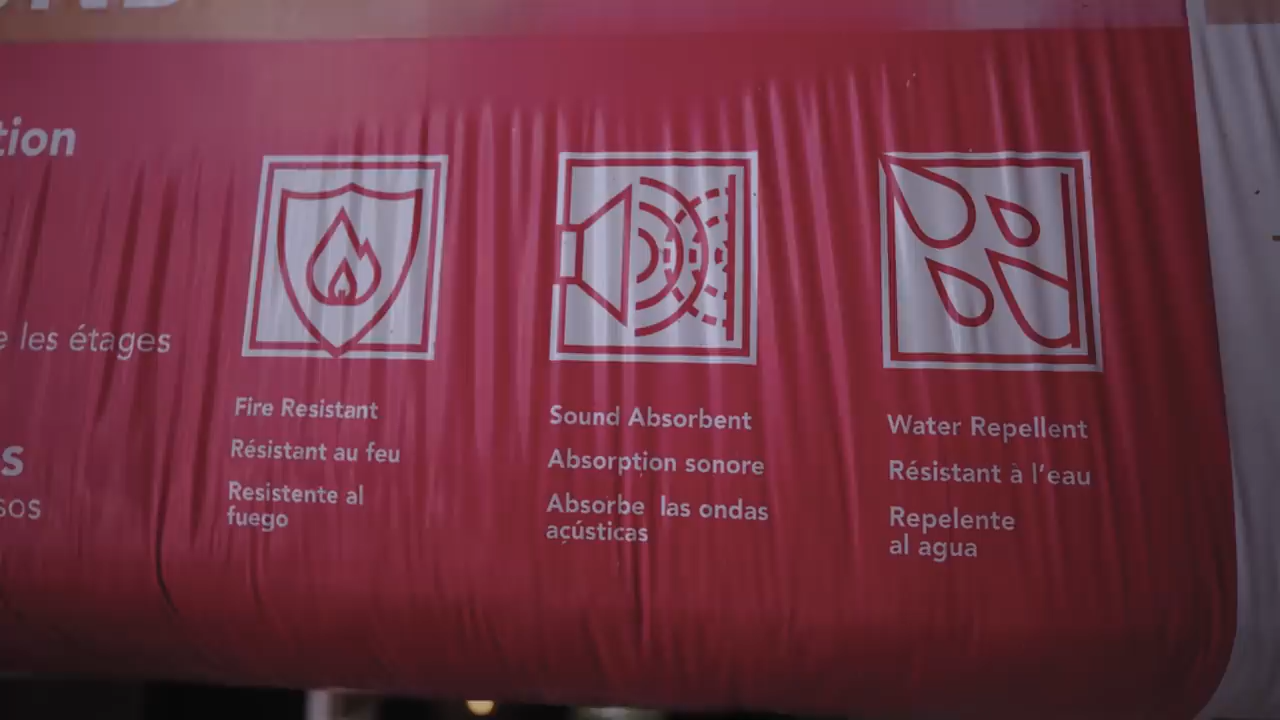 tion
e les étages
s
sos
Fire Resistant
Résistant au feu
Resistente al
fuego
Sound Absorbent
Absorption sonore
Absorbe las ondas
acústicas
Water Repellent
Résistant à l'eau
Repelente
al agua